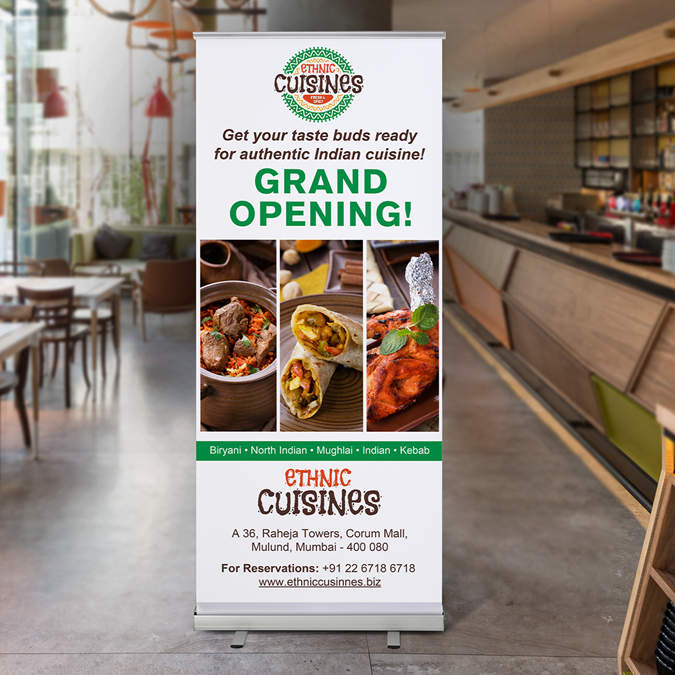 ETHNIC
CUISINES
FRESH &
SPICY
Get your taste buds ready
for authentic Indian cuisine!
GRAND
OPENING!
Biryani • North Indian • Mughlai • Indian • Kebab
ETHNIC
CUISINES
A 36, Raheja Towers, Corum Mall,
Mulund, Mumbai - 400 080
For Reservations: +91 22 6718 6718
www.ethniccusinnes.biz